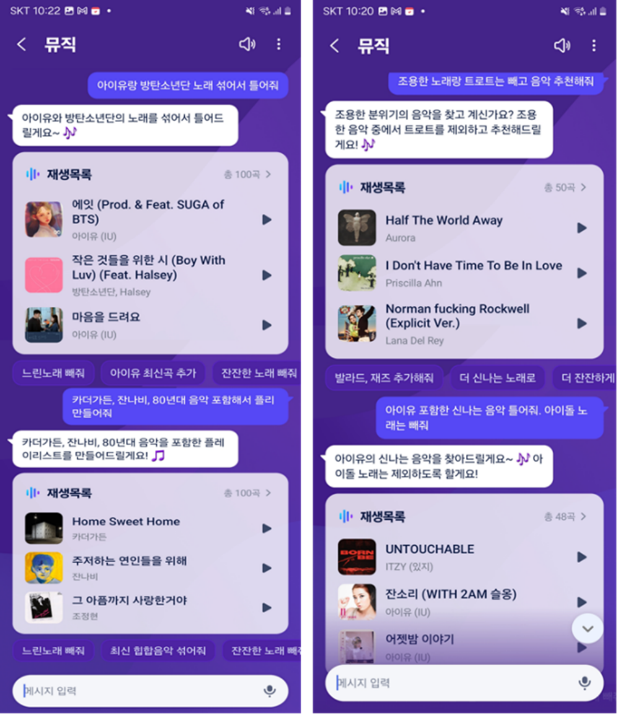 SKT 10:22
뮤직
아이유랑 방탄소년단 노래 섞어서 틀어줘
아이유와 방탄소년단의 노래를 섞어서 틀어드
릴게요~
재생목록
총 100곡 >
에잇 (Prod. & Feat. SUGA of
BTS)
아이유 (IU)
작은 것들을 위한 시 (Boy With
Luv) (Feat. Halsey)
방탄소년단, Halsey
마음을 드려요
아이유 (IU)
느린노래 빼줘
아이유 최신곡 추가
잔잔한 노래 빼줘
카더가든, 잔나비, 80년대 음악 포함해서 플리
만들어줘
카더가든, 잔나비, 80년대 음악을 포함한 플레
이리스트를 만들어드릴게요!
재생목록
총 100곡 >
Home Sweet Home
카더가든
주저하는 연인들을 위해
잔나비
그 아픔까지 사랑한거야
조정현
느린노래 빼줘
최신 힙합음악 섞어줘
잔잔한 노래 빼
메시지 입력
SKT 10:20
뮤직
조용한 노래랑 트로트는 빼고 음악 추천해줘
조용한 분위기의 음악을 찾고 계신가요? 조용
한 음악 중에서 트로트를 제외하고 추천해드릴
게요!
재생목록
총 50곡 >
Half The World Away
Aurora
I Don't Have Time To Be In Love
Priscilla Ahn
Norman fucking Rockwell
(Explicit Ver.)
Lana Del Rey
발라드, 재즈 추가해줘
더 신나는 노래로
더 잔잔하게
아이유 포함한 신나는 음악 틀어줘. 아이돌 노
래는 빼줘
아이유의 신나는 음악을 찾아드릴게요~ 아
이돌 노래는 제외하도록 할게요!
재생목록
총 48곡 >
UNTOUCHABLE
ITZY (있지)
잔소리 (WITH 2AM 슬옹)
아이유 (IU)
어젯밤 이야기
아이유 (IU)
메시지 입력